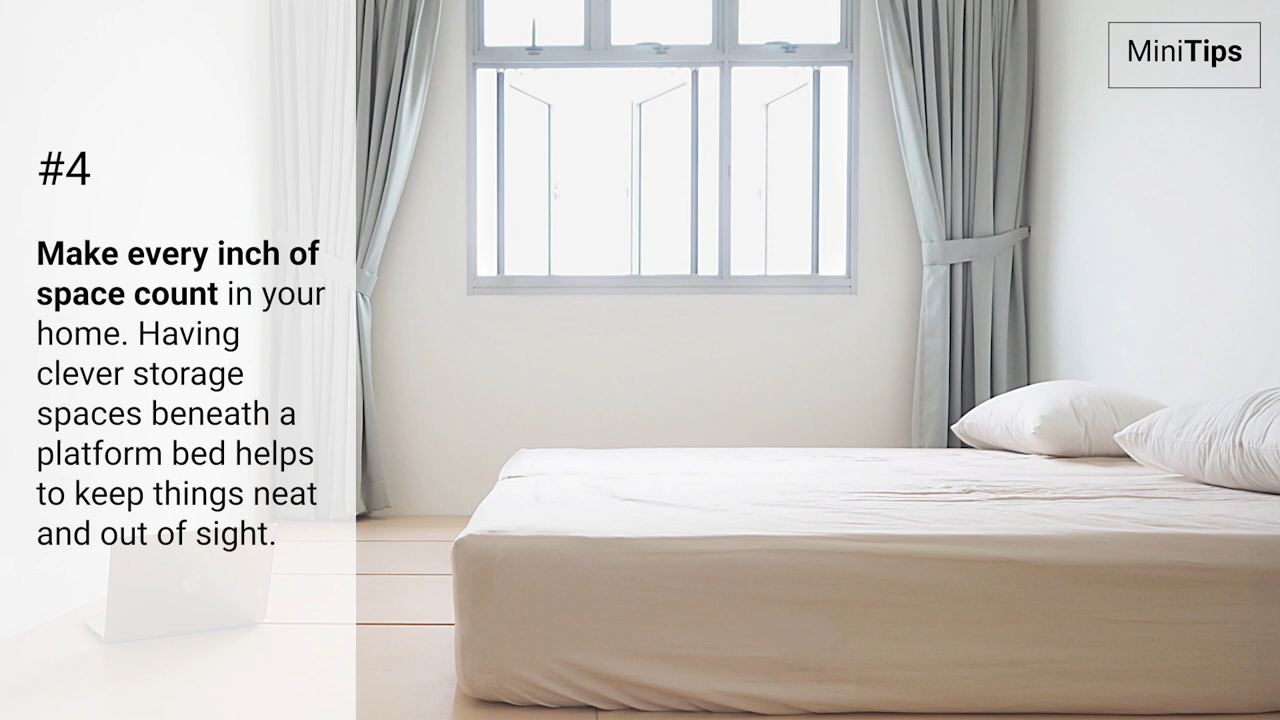 MiniTips
#4
Make every inch of
space count in your
home. Having
clever storage
spaces beneath a
platform bed helps
to keep things neat
and out of sight.